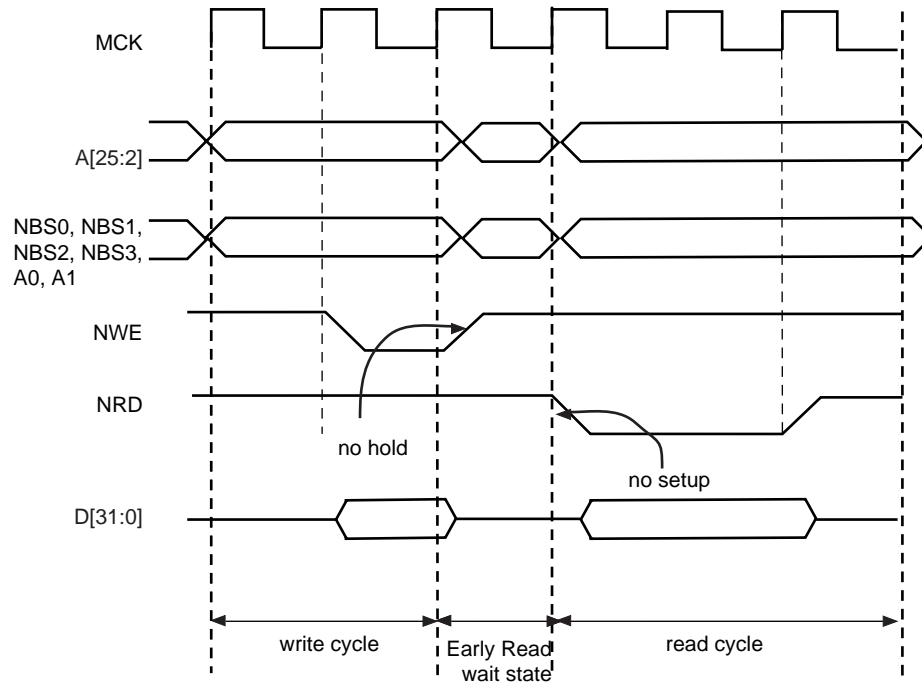 MCK
A[25:2]
NBS0, NBS1,
NBS2, NBS3,
A0, A1
NWE
NRD
no hold
no setup
D[31:0]
write cycle
Early Read
wait state
read cycle